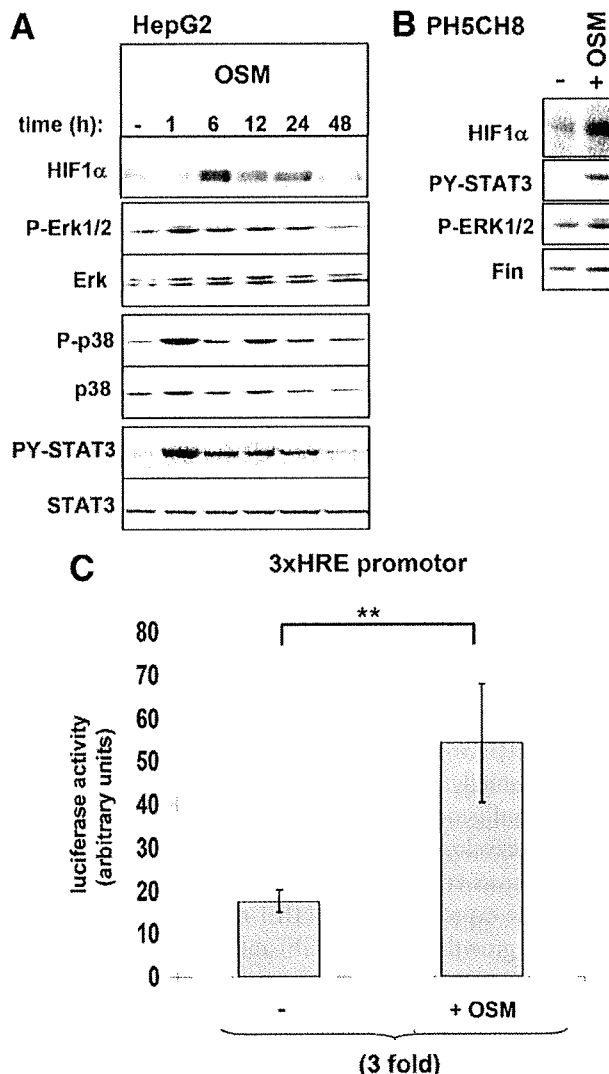 A HepG2
OSM
time (h): - 1 6 12 24 48
HIF1α
P-Erk1/2
Erk
P-p38
p38
PY-STAT3
STAT3
B PH5CH8
- + OSM
HIF1α
PY-STAT3
P-ERK1/2
Fin
C 3xHRE promotor
**
luciferase activity
(arbitrary units)
80
70
60
50
40
30
20
10
0
- + OSM
(3 fold)